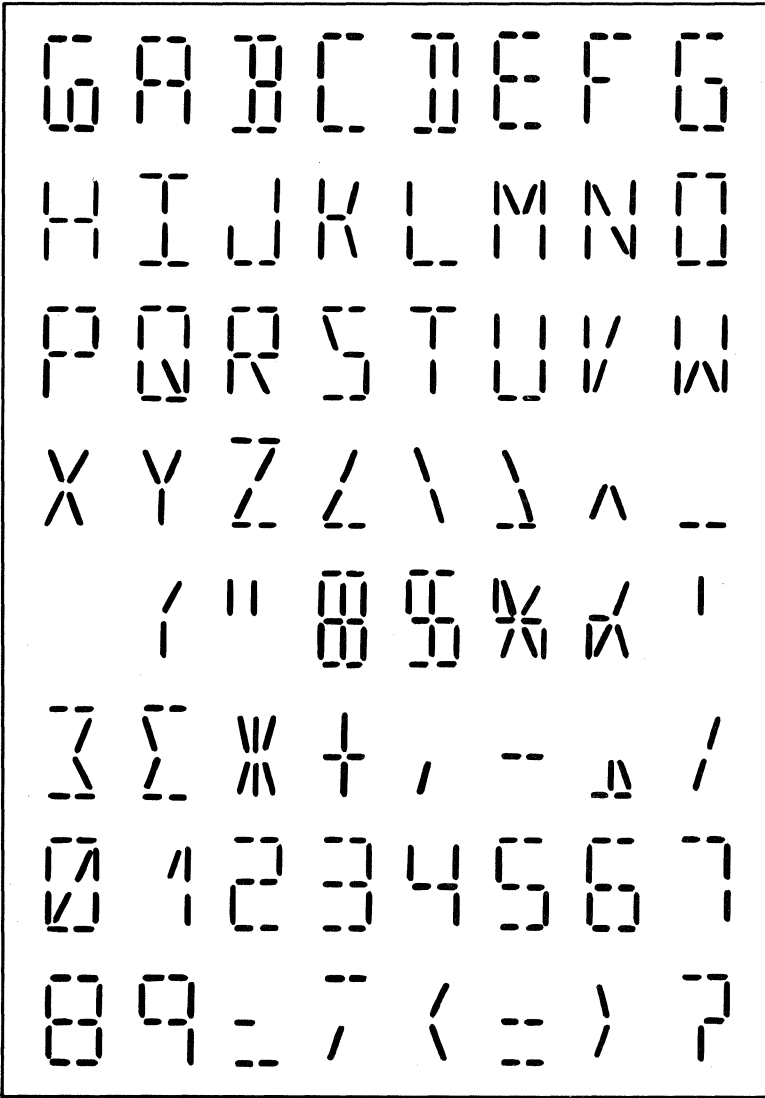 @ A B C D E F G
H I J K L M N O
P Q R S T U V W
X Y Z [ \ ] ^ _
! " # $ % & '
( ) * + , - . /
0 1 2 3 4 5 6 7
8 9 : ; < = > ?